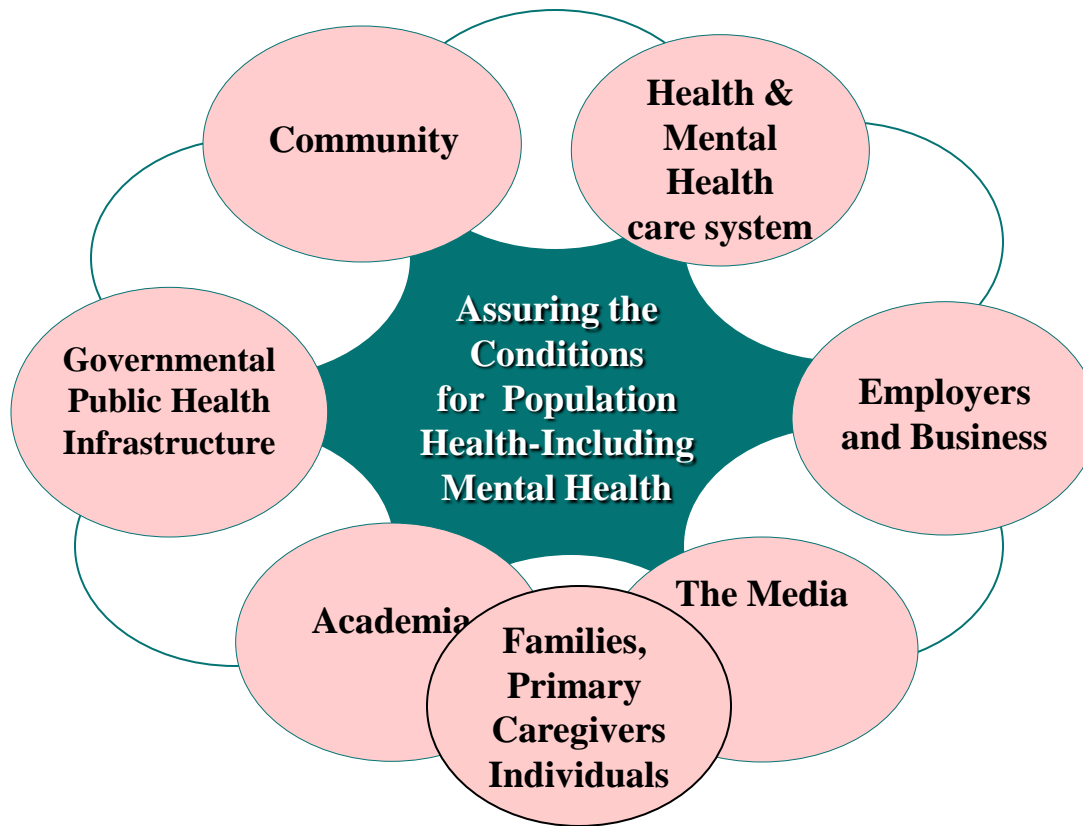 Community
Health &
Mental
Health
care system
Governmental
Public Health
Infrastructure
Assuring the
Conditions
for Population
Health-Including
Mental Health
Employers
and Business
Academia
Families,
Primary
Caregivers
Individuals
The Media